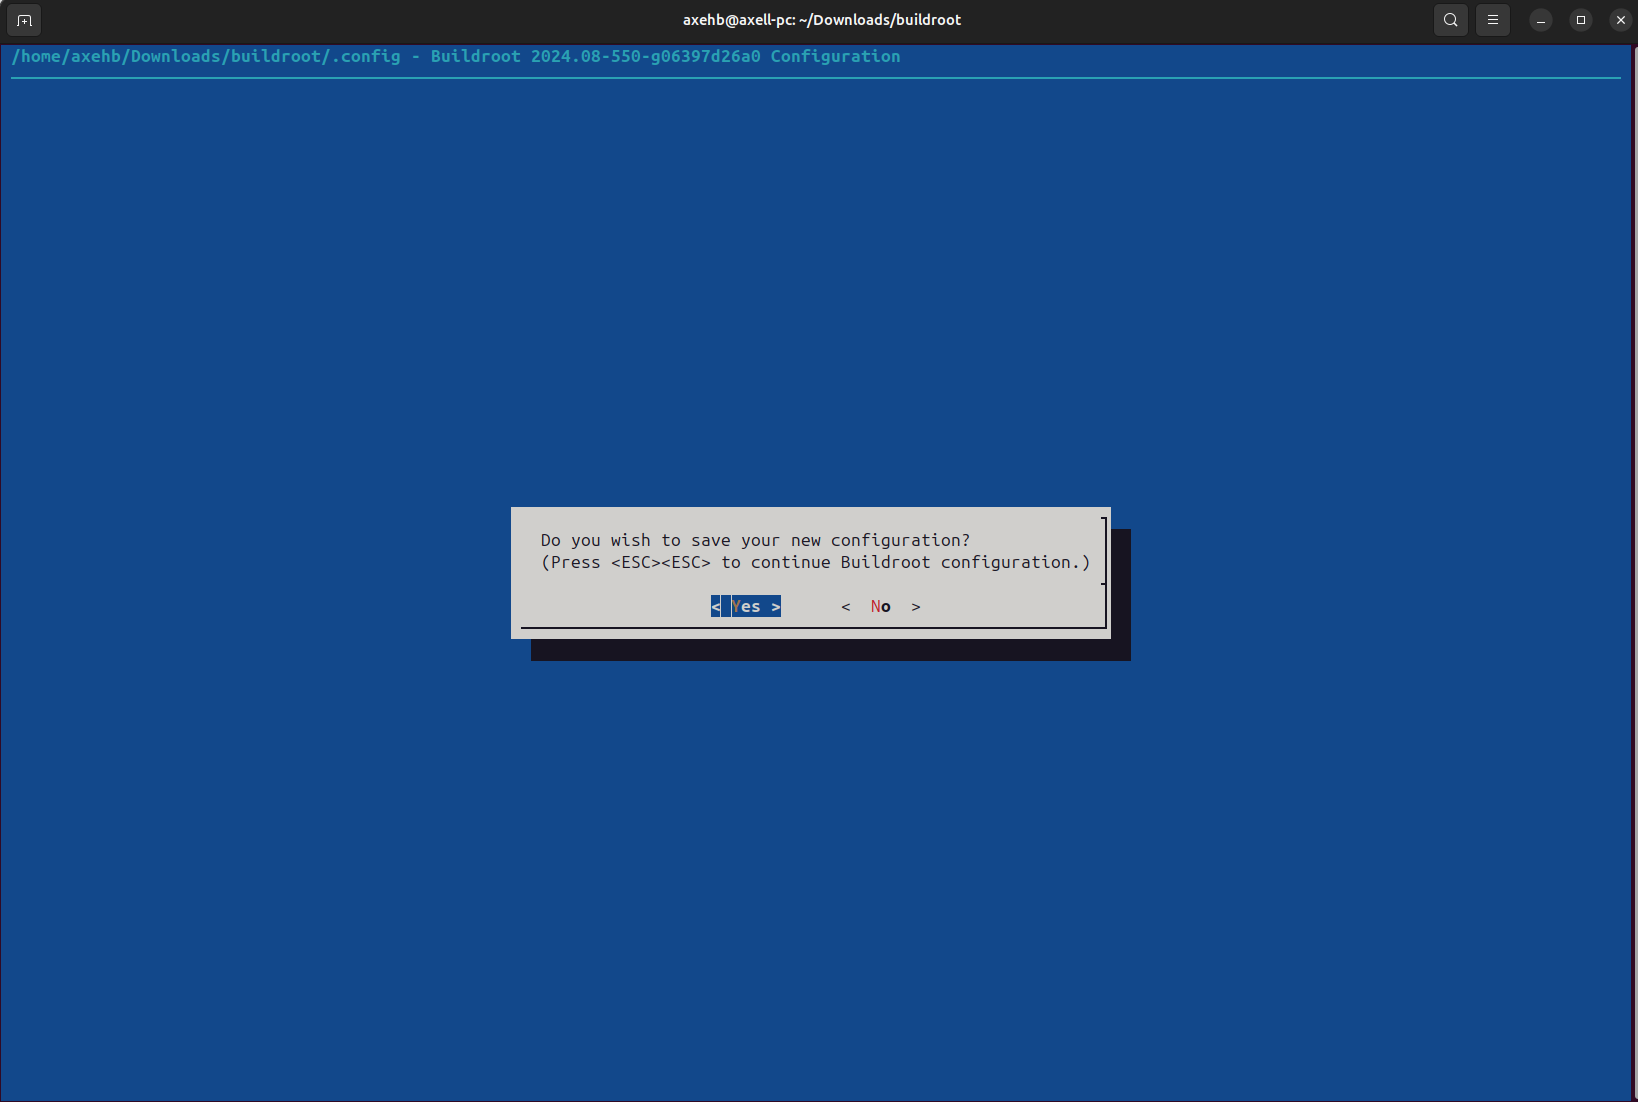 axehb@axell-pc: ~/Downloads/buildroot
/home/axehb/Downloads/buildroot/.config - Buildroot 2024.08-550-g06397d26a0 Configuration
Do you wish to save your new configuration?
(Press <ESC><ESC> to continue Buildroot configuration.)
< Yes > < No >